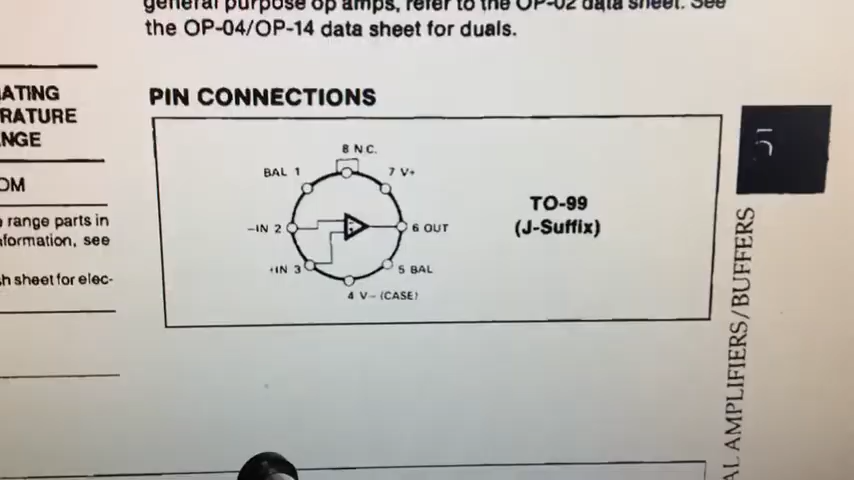 general purpose op amps, refer to the OP-02 data sheet. See
the OP-04/OP-14 data sheet for duals.
ATING
RATURE
NGE
OM
range parts in
formation, see
sheet for elec-
PIN CONNECTIONS
8 N.C.
BAL 1
7 V+
-IN 2
6 OUT
+IN 3
5 BAL
4 V- (CASE)
TO-99
(J-Suffix)
5
AL AMPLIFIERS/BUFFERS